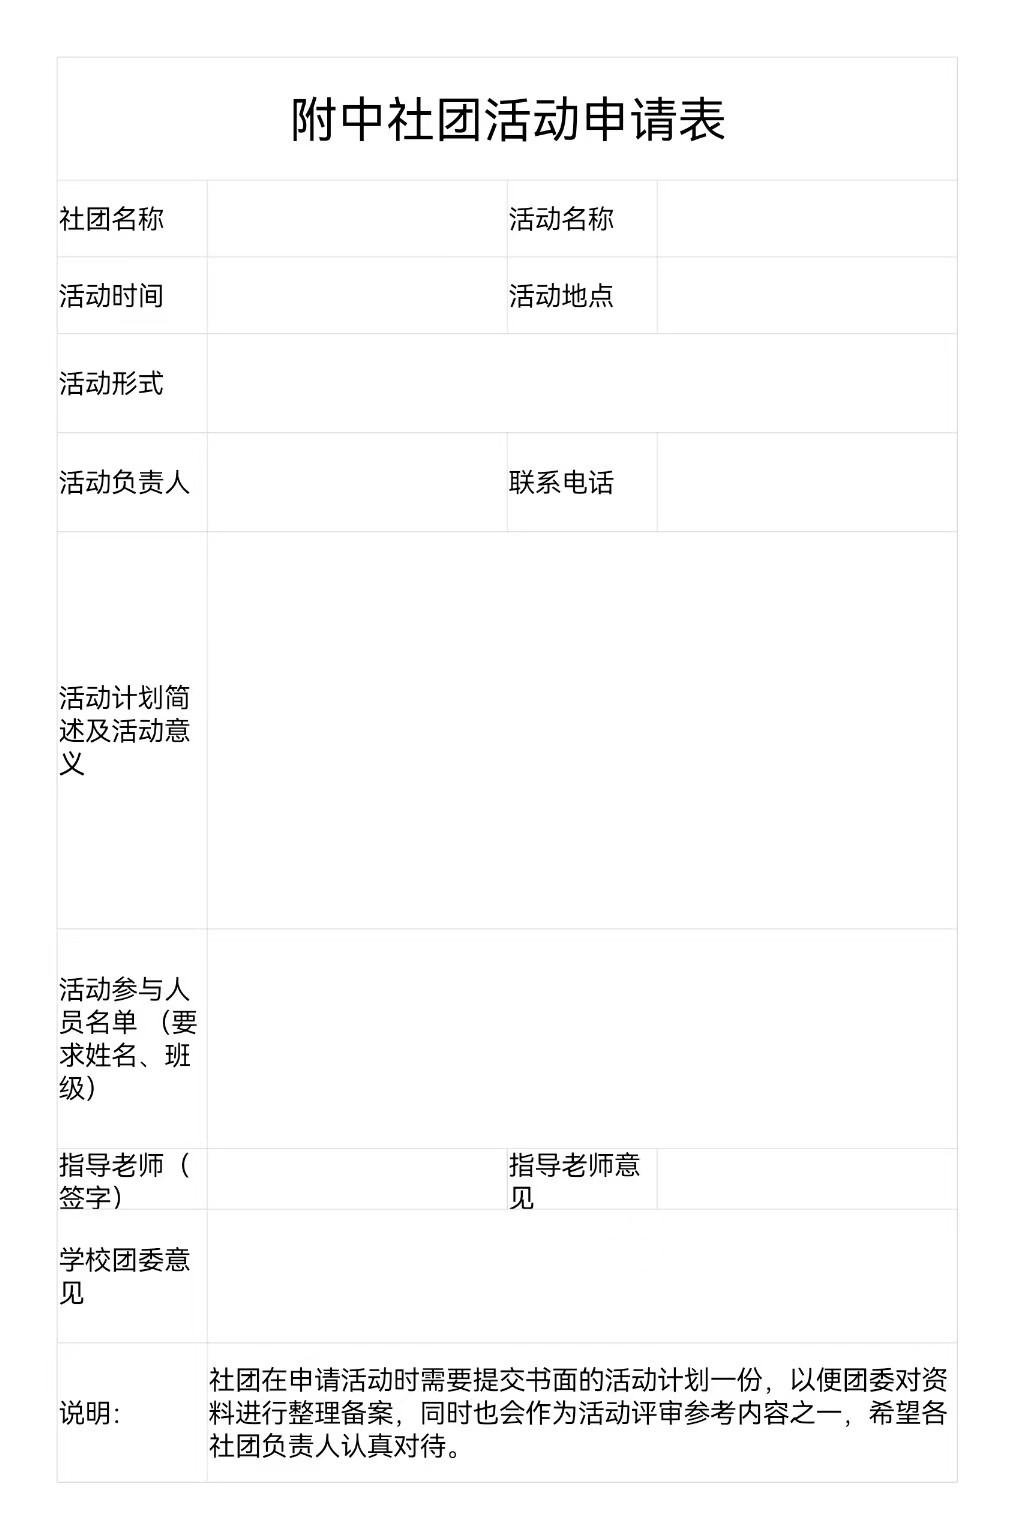 附中社团活动申请表
社团名称
活动名称
活动时间
活动地点
活动形式
活动负责人
联系电话
活动计划简
述及活动意
义
活动参与人
员名单 （要
求姓名、班
级）
指导老师（
签字）
指导老师意
见
学校团委意
见
说明：
社团在申请活动时需要提交书面的活动计划一份，以便团委对资
料进行整理备案，同时也会作为活动评审参考内容之一，希望各
社团负责人认真对待。